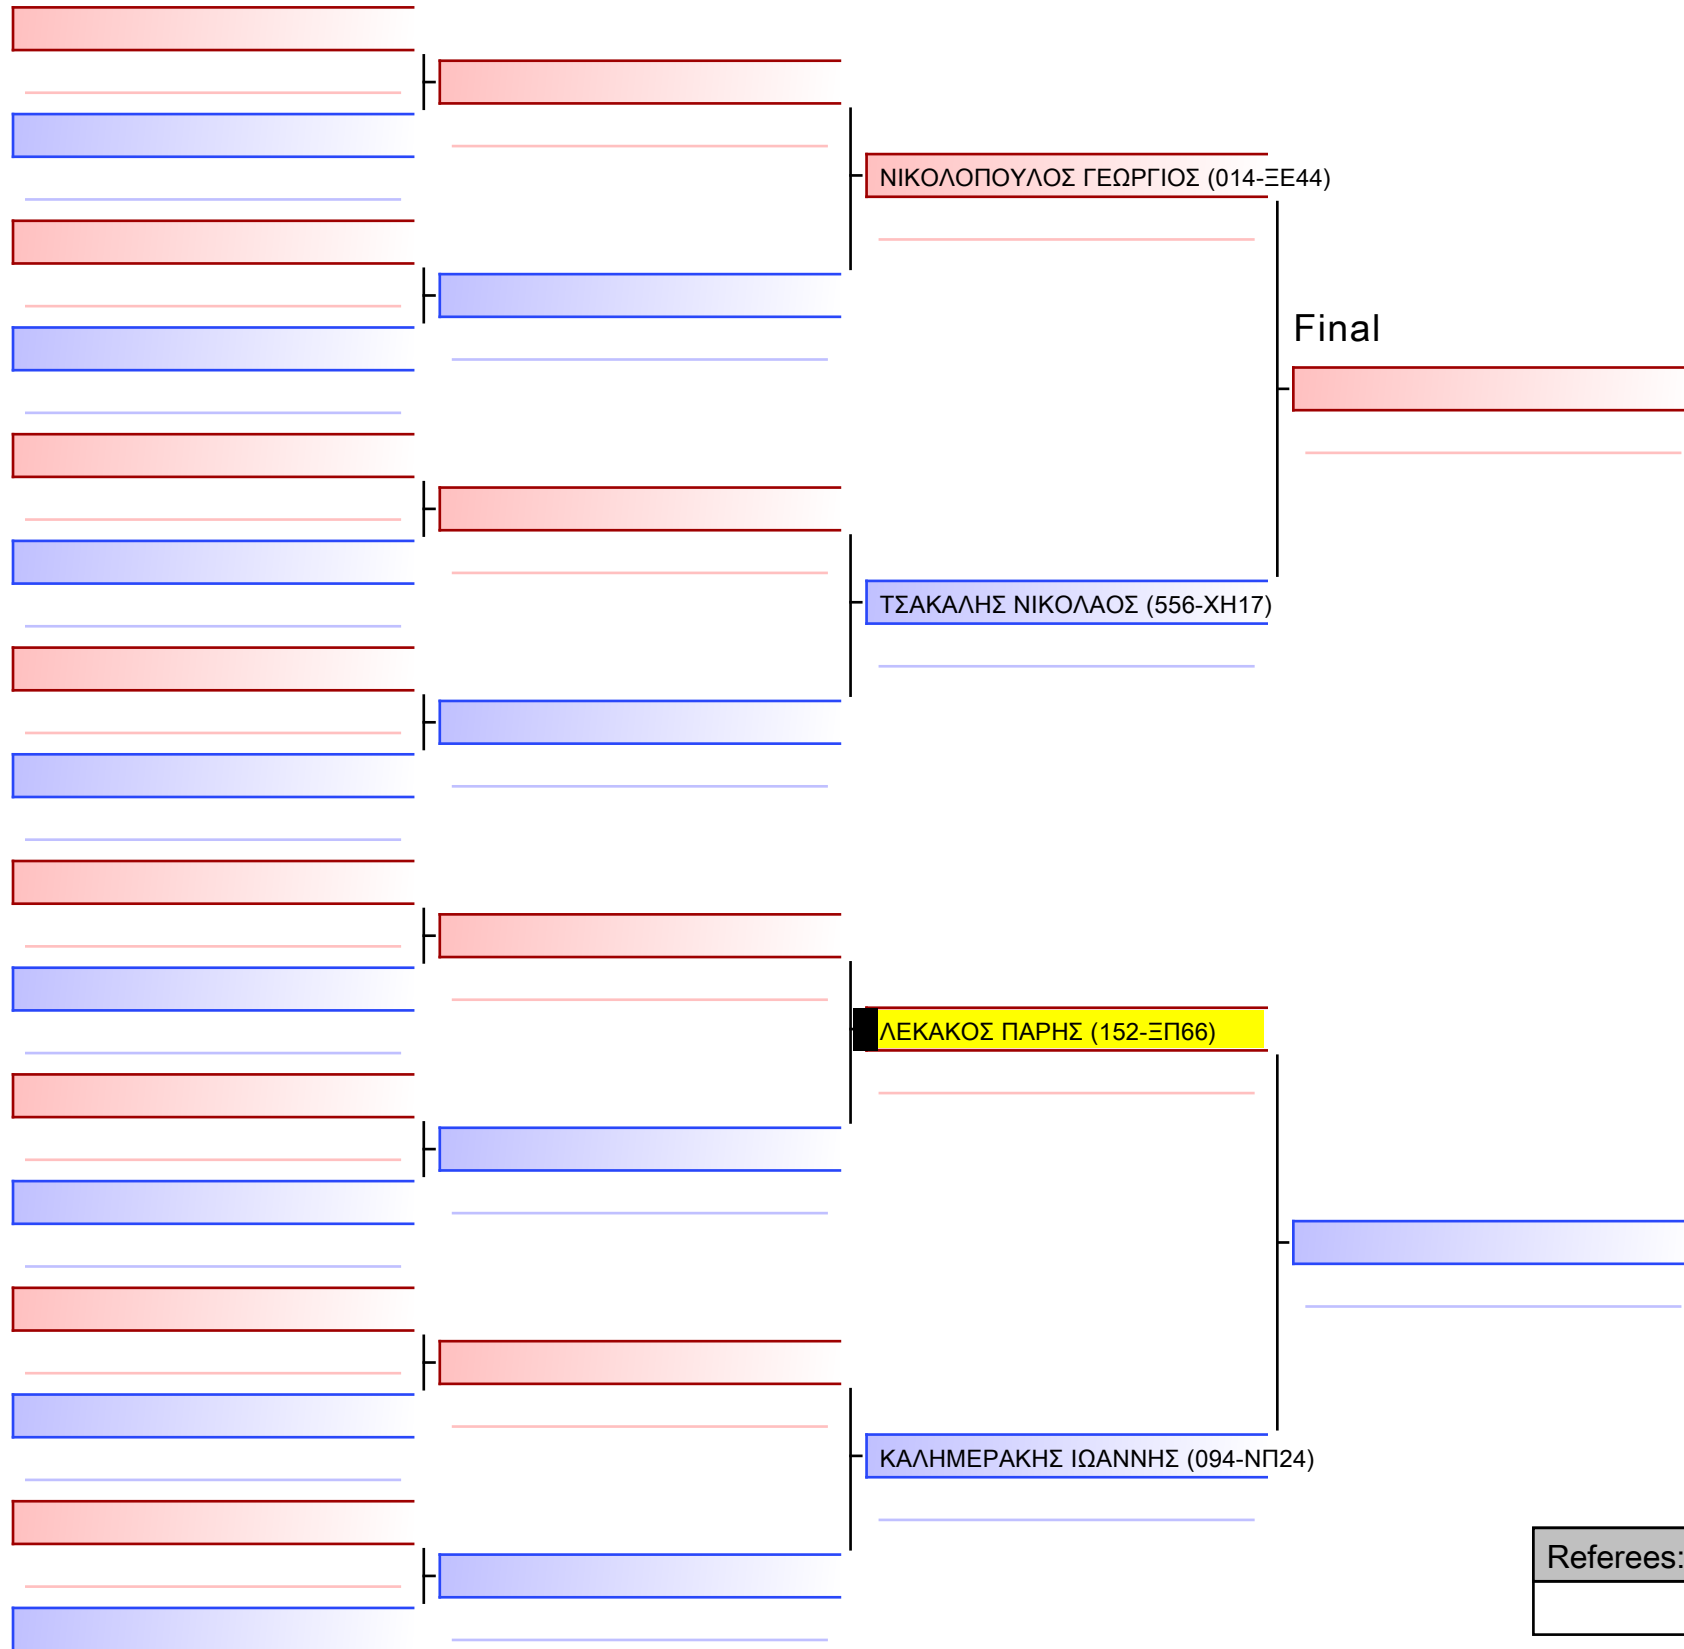 ΝΙΚΟΛΟΠΟΥΛΟΣ ΓΕΩΡΓΙΟΣ (014-ΞΕ44)
Final
ΤΣΑΚΑΛΗΣ ΝΙΚΟΛΑΟΣ (556-ΧΗ17)
ΛΕΚΑΚΟΣ ΠΑΡΗΣ (152-ΞΠ66)
ΚΑΛΗΜΕΡΑΚΗΣ ΙΩΑΝΝΗΣ (094-ΝΠ24)
Referees: